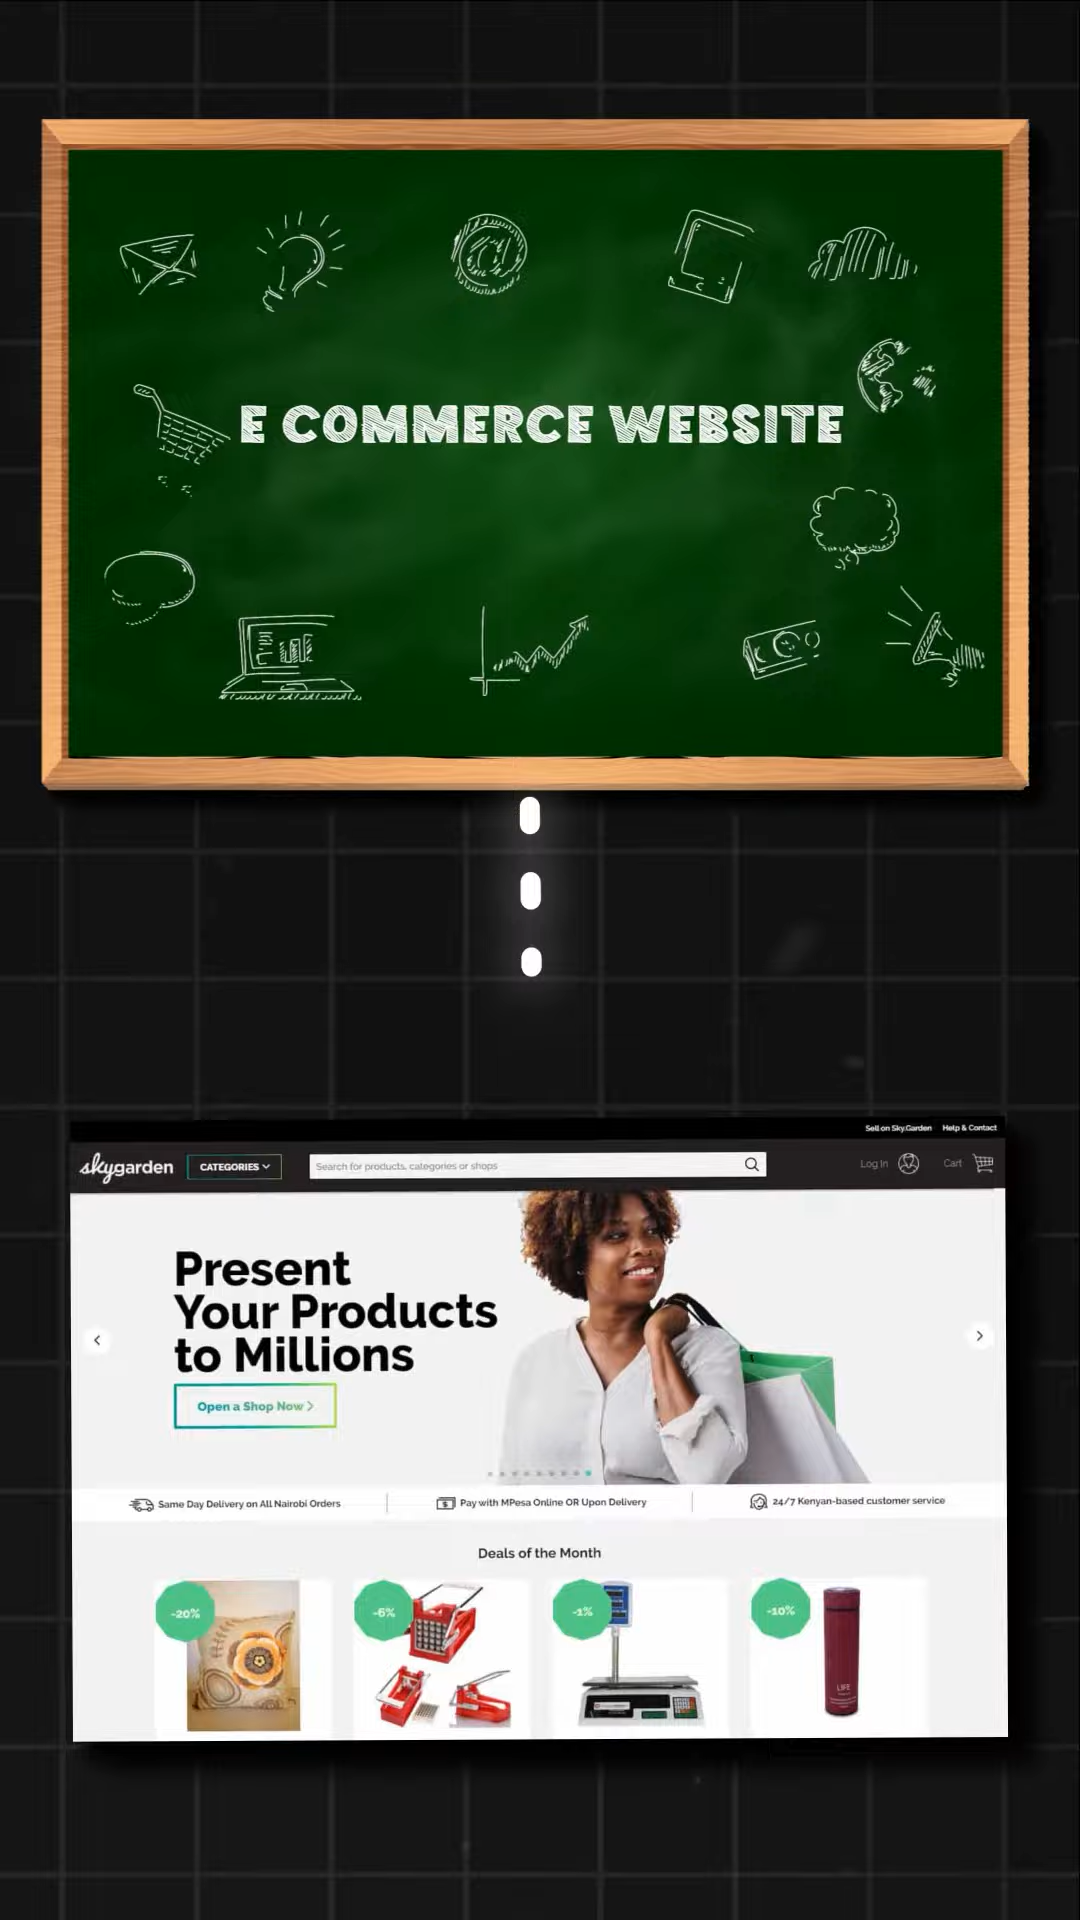 E COMMERCE WEBSITE
Sell on Sky.Garden Help & Contact
skygarden CATEGORIES Search for products, categories or shops Log In Cart
Present
Your Products
to Millions
Open a Shop Now >
Same Day Delivery on All Nairobi Orders Pay with MPesa Online OR Upon Delivery 24/7 Kenyan-based customer service
Deals of the Month
-20% -6% -1% -10%
LIFE